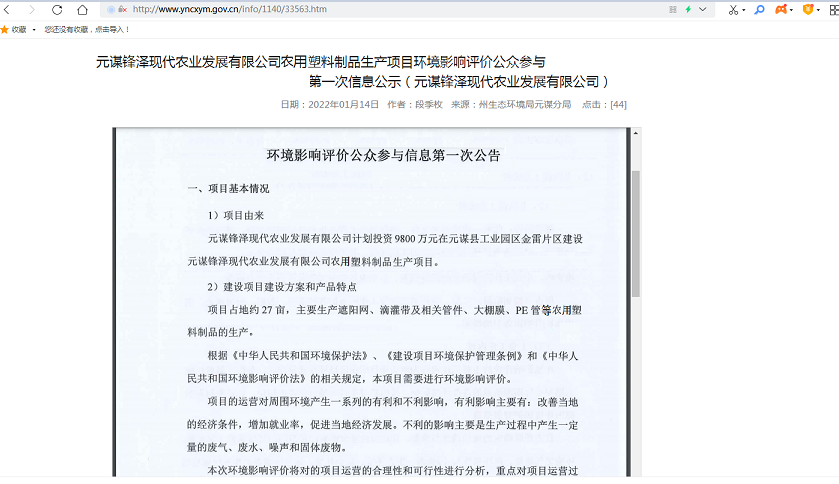 http://www.yncxym.gov.cn/info/1140/33563.htm
收藏 您还没有收藏，点击导入！
元谋锋泽现代农业发展有限公司农用塑料制品生产项目环境影响评价公众参与
第一次信息公示（元谋锋泽现代农业发展有限公司）
日期：2022年01月14日 作者：段季枚 来源：州生态环境局元谋分局 点击：[44]
环境影响评价公众参与信息第一次公告
一、项目基本情况
1）项目由来
元谋锋泽现代农业发展有限公司计划投资 9800 万元在元谋县工业园区金雷片区建设
元谋锋泽现代农业发展有限公司农用塑料制品生产项目。
2）建设项目建设方案和产品特点
项目占地约 27 亩，主要生产遮阳网、滴灌带及相关管件、大棚膜、PE 管等农用塑
料制品的生产。
根据《中华人民共和国环境保护法》、《建设项目环境保护管理条例》和《中华人
民共和国环境影响评价法》的相关规定，本项目需要进行环境影响评价。
项目的运营对周围环境产生一系列的有利和不利影响，有利影响主要有：改善当地
的经济条件，增加就业率，促进当地经济发展。不利的影响主要是生产过程中产生一定
量的废气、废水、噪声和固体废物。
本次环境影响评价将对的项目运营的合理性和可行性进行分析，重点对项目运营过